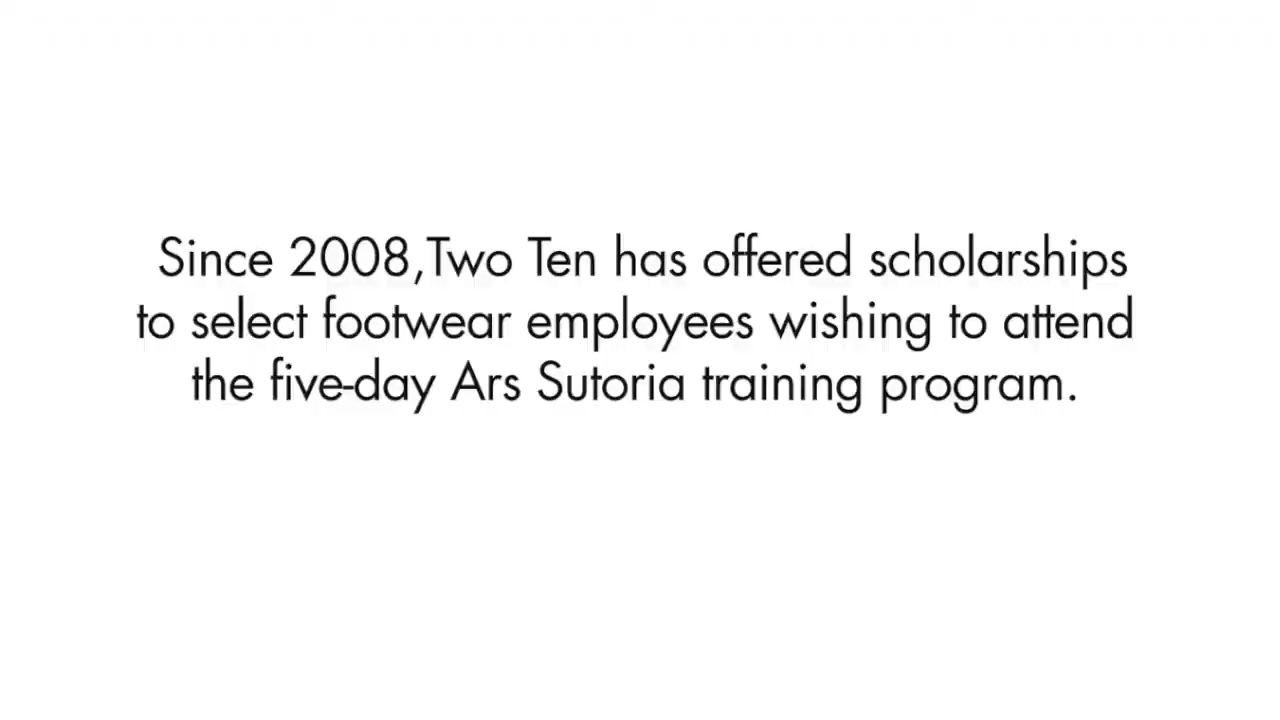 Since 2008,Two Ten has offered scholarships
to select footwear employees wishing to attend
the five-day Ars Sutoria training program.